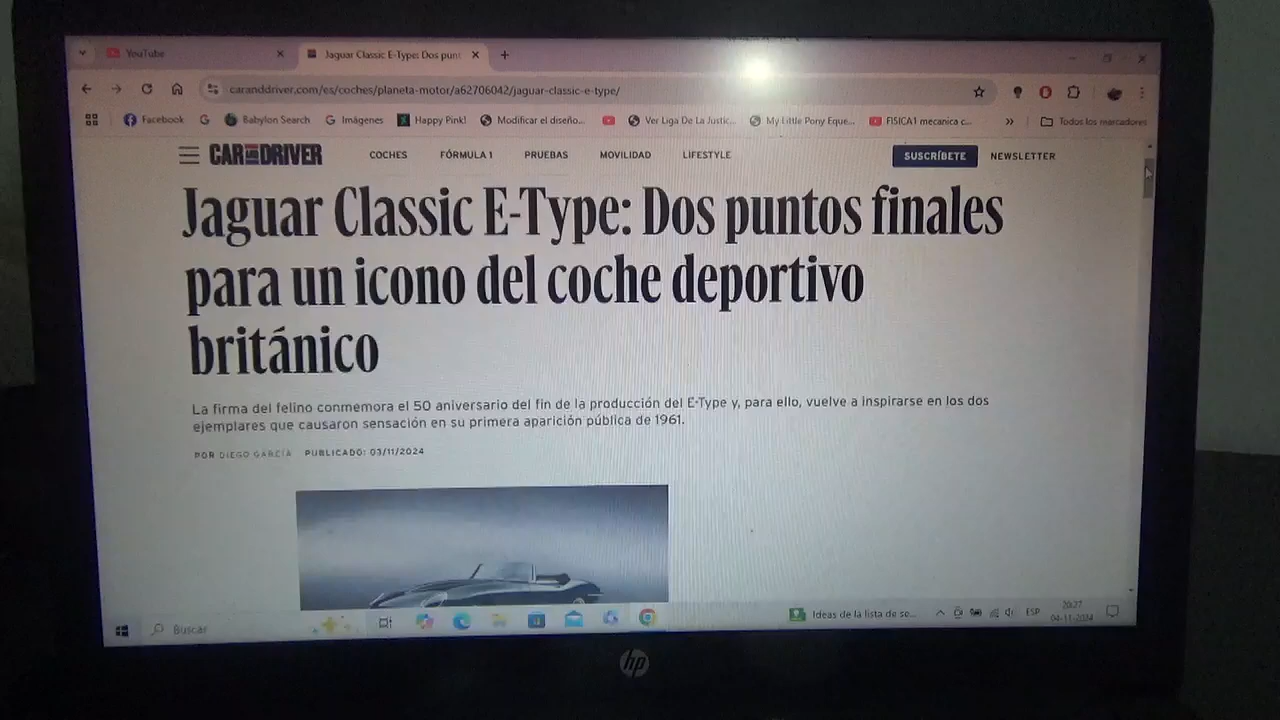 YouTube
Jaguar Classic E-Type: Dos punt
caranddriver.com/es/coches/planeta-motor/a62706042/jaguar-classic-e-type/
Facebook
Babylon Search
Imágenes
Happy Pink!
Modificar el diseño...
Ver Liga De La Justic...
My Little Pony Eque...
FISICA1 mecanica c...
Todos los marcadores
CAR AND DRIVER
COCHES
FÓRMULA 1
PRUEBAS
MOVILIDAD
LIFESTYLE
SUSCRÍBETE
NEWSLETTER
Jaguar Classic E-Type: Dos puntos finales
para un icono del coche deportivo
británico
La firma del felino conmemora el 50 aniversario del fin de la producción del E-Type y, para ello, vuelve a inspirarse en los dos
ejemplares que causaron sensación en su primera aparición pública de 1961.
POR DIEGO GARCÍA PUBLICADO: 03/11/2024
Buscar
Ideas de la lista de se...
ESP
20:27
04-11-2024
hp